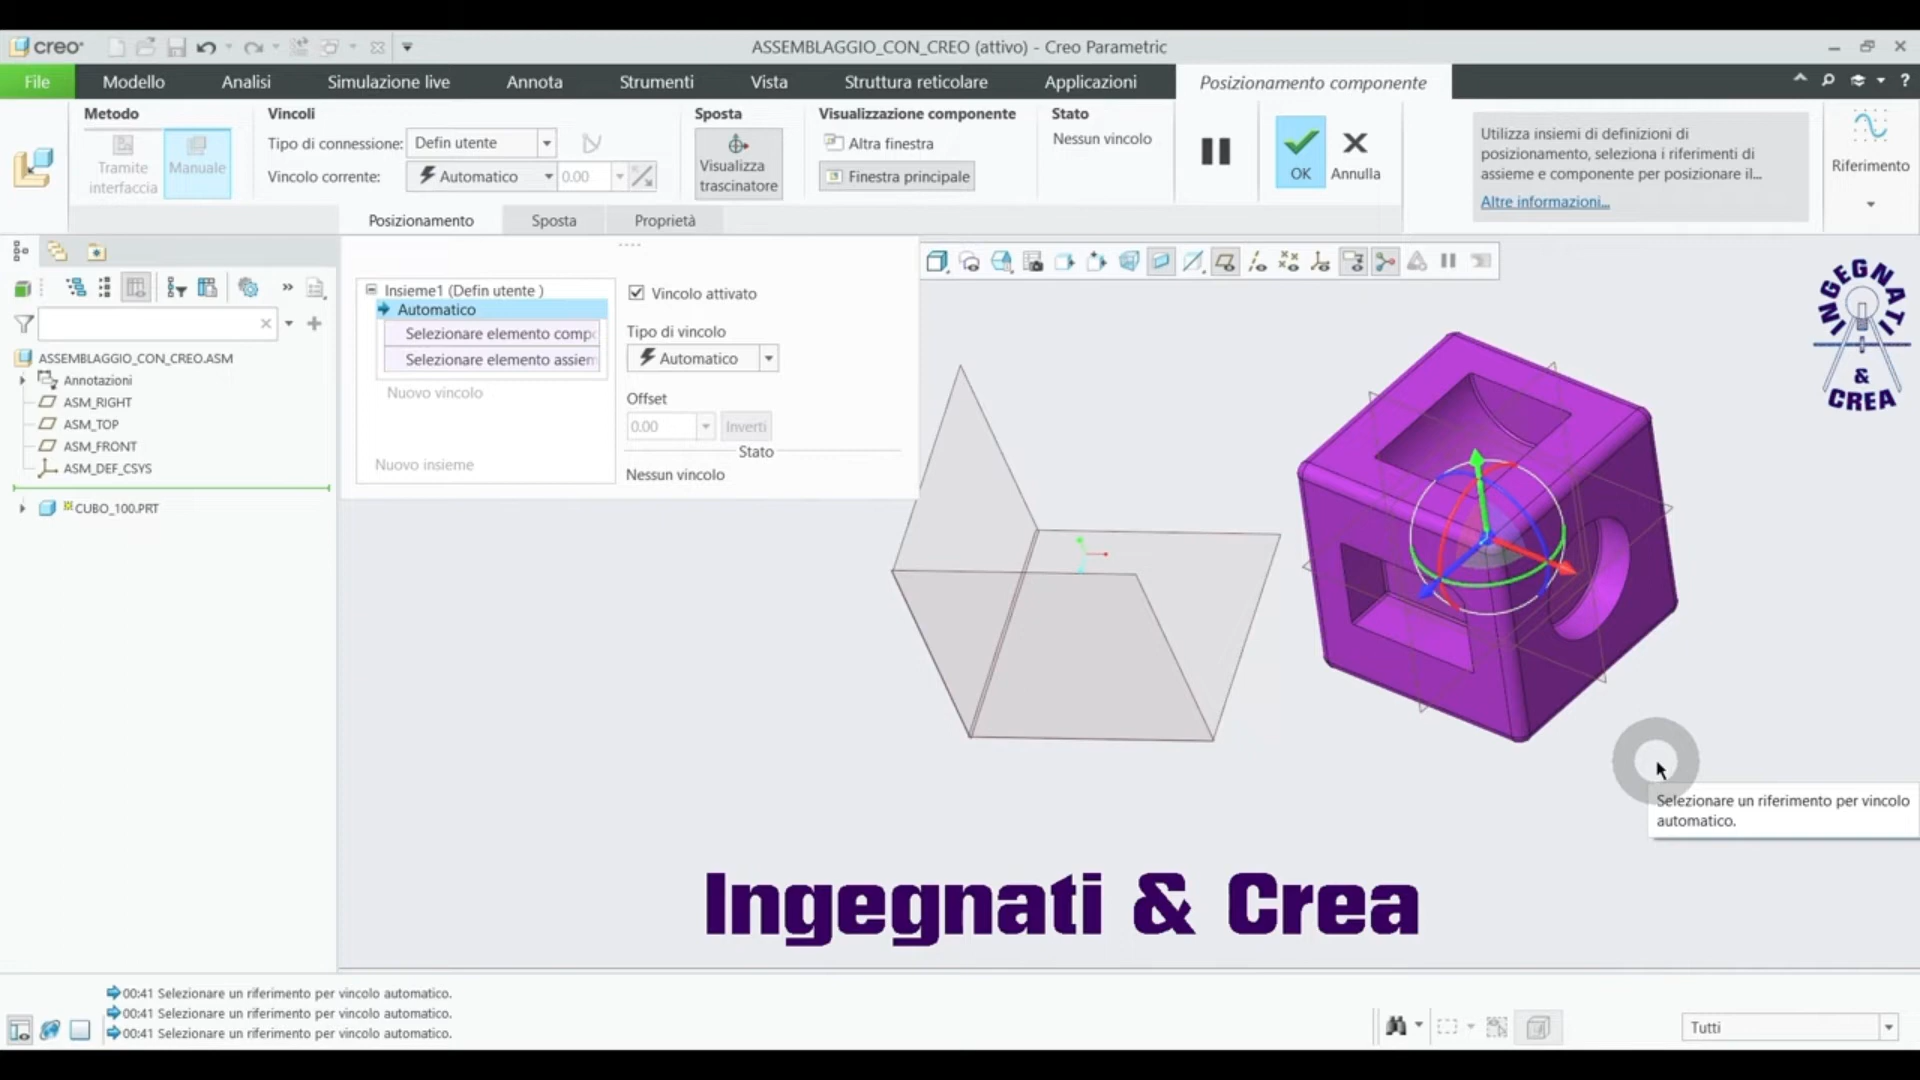 creo
ASSEMBLAGGIO_CON_CREO (attivo) - Creo Parametric
File
Modello
Analisi
Simulazione live
Annota
Strumenti
Vista
Struttura reticolare
Applicazioni
Posizionamento componente
Metodo
Tramite
interfaccia
Manuale
Vincoli
Tipo di connessione:
Defin utente
Vincolo corrente:
Automatico
0.00
Sposta
Visualizza
trascinatore
Visualizzazione componente
Altra finestra
Finestra principale
Stato
Nessun vincolo
OK
Annulla
Utilizza insiemi di definizioni di
posizionamento, seleziona i riferimenti di
assieme e componente per posizionare il...
Altre informazioni...
Riferimento
Posizionamento
Sposta
Proprietà
Insieme1 (Defin utente )
Automatico
Selezionare elemento comp
Selezionare elemento assiem
Nuovo vincolo
Nuovo insieme
Vincolo attivato
Tipo di vincolo
Automatico
Offset
0.00
Inverti
Stato
Nessun vincolo
ASSEMBLAGGIO_CON_CREO.ASM
Annotazioni
ASM_RIGHT
ASM_TOP
ASM_FRONT
ASM_DEF_CSYS
CUBO_100.PRT
INGEGNATI
&
CREA
Selezionare un riferimento per vincolo
automatico.
Ingegnati & Crea
00:41 Selezionare un riferimento per vincolo automatico.
00:41 Selezionare un riferimento per vincolo automatico.
00:41 Selezionare un riferimento per vincolo automatico.
Tutti